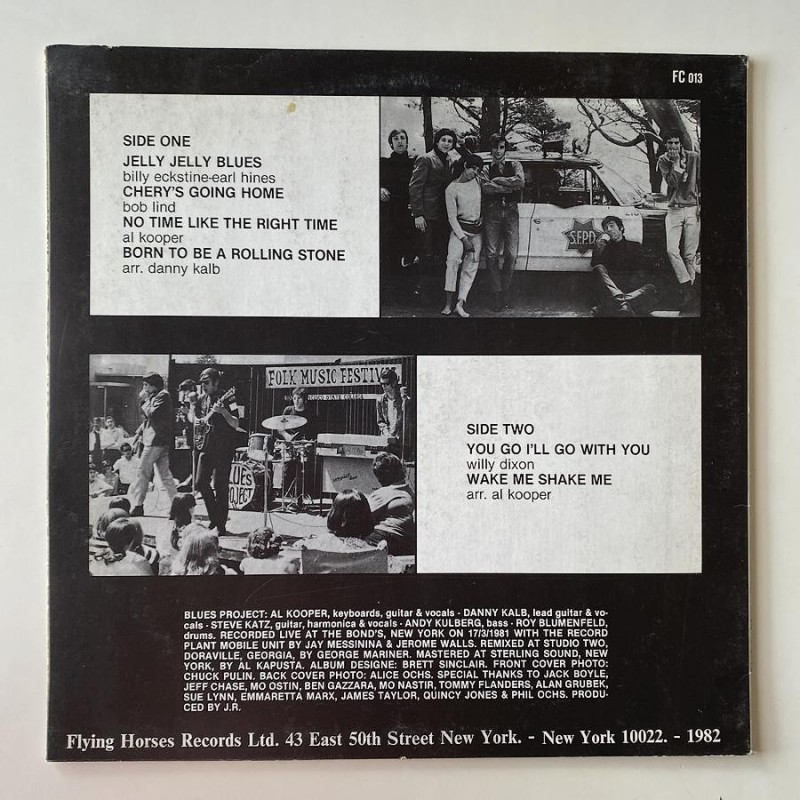 FC 013
SIDE ONE
JELLY JELLY BLUES
billy eckstine-earl hines
CHERY'S GOING HOME
bob lind
NO TIME LIKE THE RIGHT TIME
al kooper
BORN TO BE A ROLLING STONE
arr. danny kalb
S.F.P.D.
FOLK MUSIC FESTIV
STATE COLLEGE
BLUES
PROJECT
SIDE TWO
YOU GO I'LL GO WITH YOU
willy dixon
WAKE ME SHAKE ME
arr. al kooper
BLUES PROJECT: AL KOOPER, keyboards, guitar & vocals - DANNY KALB, lead guitar & vo-
cals - STEVE KATZ, guitar, harmonica & vocals - ANDY KULBERG, bass - ROY BLUMENFELD,
drums. RECORDED LIVE AT THE BOND'S, NEW YORK ON 17/3/1981 WITH THE RECORD
PLANT MOBILE UNIT BY JAY MESSININA & JEROME WALLS. REMIXED AT STUDIO TWO,
DORAVILLE, GEORGIA, BY GEORGE MARINER. MASTERED AT STERLING SOUND, NEW
YORK, BY AL KAPUSTA. ALBUM DESIGNE: BRETT SINCLAIR. FRONT COVER PHOTO:
CHUCK PULIN. BACK COVER PHOTO: ALICE OCHS. SPECIAL THANKS TO JACK BOYLE,
JEFF CHASE, MO OSTIN, BEN GAZZARA, MO NASTIR, TOMMY FLANDERS, ALAN GRUBEK,
SUE LYNN, EMMARETTA MARX, JAMES TAYLOR, QUINCY JONES & PHIL OCHS. PRODU-
CED BY J.R.
Flying Horses Records Ltd. 43 East 50th Street New York. - New York 10022. - 1982